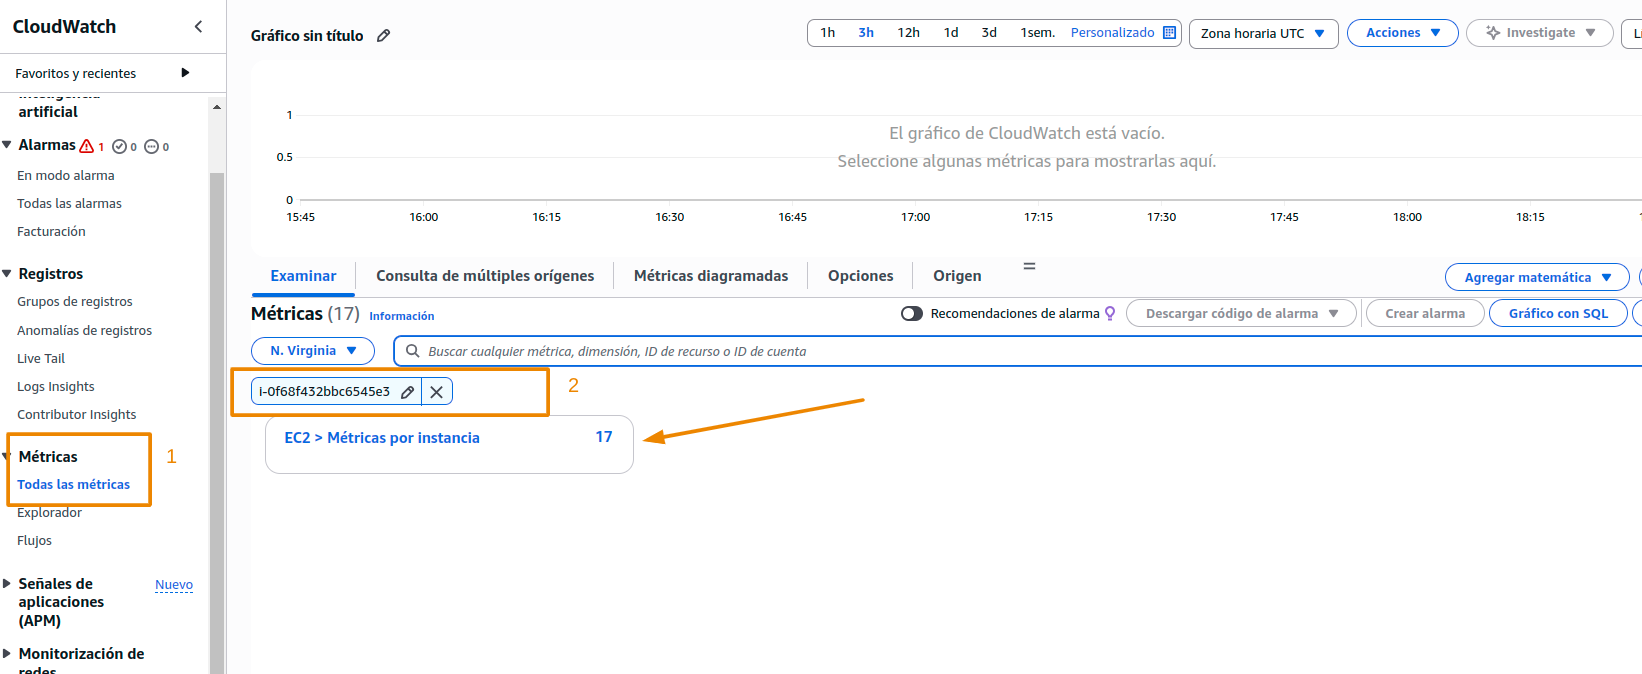 CloudWatch
Favoritos y recientes
inteligencia
artificial
Alarmas 1 0 0
En modo alarma
Todas las alarmas
Facturación
Registros
Grupos de registros
Anomalías de registros
Live Tail
Logs Insights
Contributor Insights
Métricas
1
Todas las métricas
Explorador
Flujos
Señales de
aplicaciones
(APM)
Nuevo
Monitorización de
redes
Gráfico sin título
1h 3h 12h 1d 3d 1sem. Personalizado
Zona horaria UTC
Acciones
Investigate
1
0.5
0
El gráfico de CloudWatch está vacío.
Seleccione algunas métricas para mostrarlas aquí.
15:45 16:00 16:15 16:30 16:45 17:00 17:15 17:30 17:45 18:00 18:15
Examinar
Consulta de múltiples orígenes
Métricas diagramadas
Opciones
Origen
Agregar matemática
Métricas (17) Información
Recomendaciones de alarma
Descargar código de alarma
Crear alarma
Gráfico con SQL
N. Virginia
Buscar cualquier métrica, dimensión, ID de recurso o ID de cuenta
i-0f68f432bbc6545e3
2
EC2 > Métricas por instancia 17